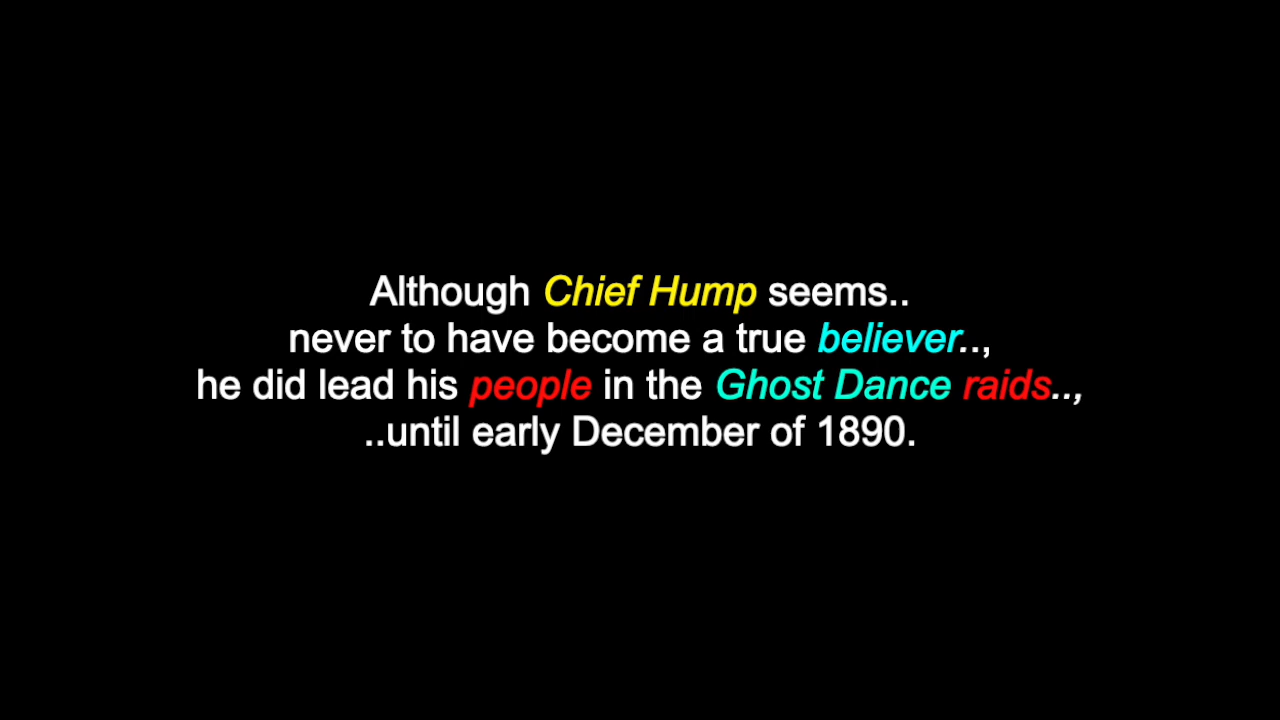 Although Chief Hump seems..
never to have become a true believer..,
he did lead his people in the Ghost Dance raids..,
..until early December of 1890.